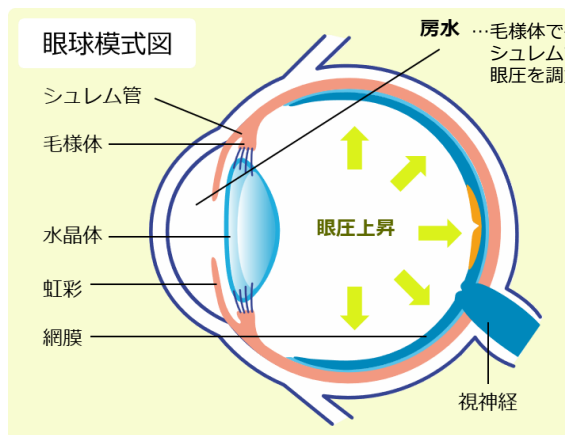 眼球模式図
房水 …毛様体で
シュレム
眼圧を調
シュレム管
毛様体
水晶体
眼圧上昇
虹彩
網膜
視神経